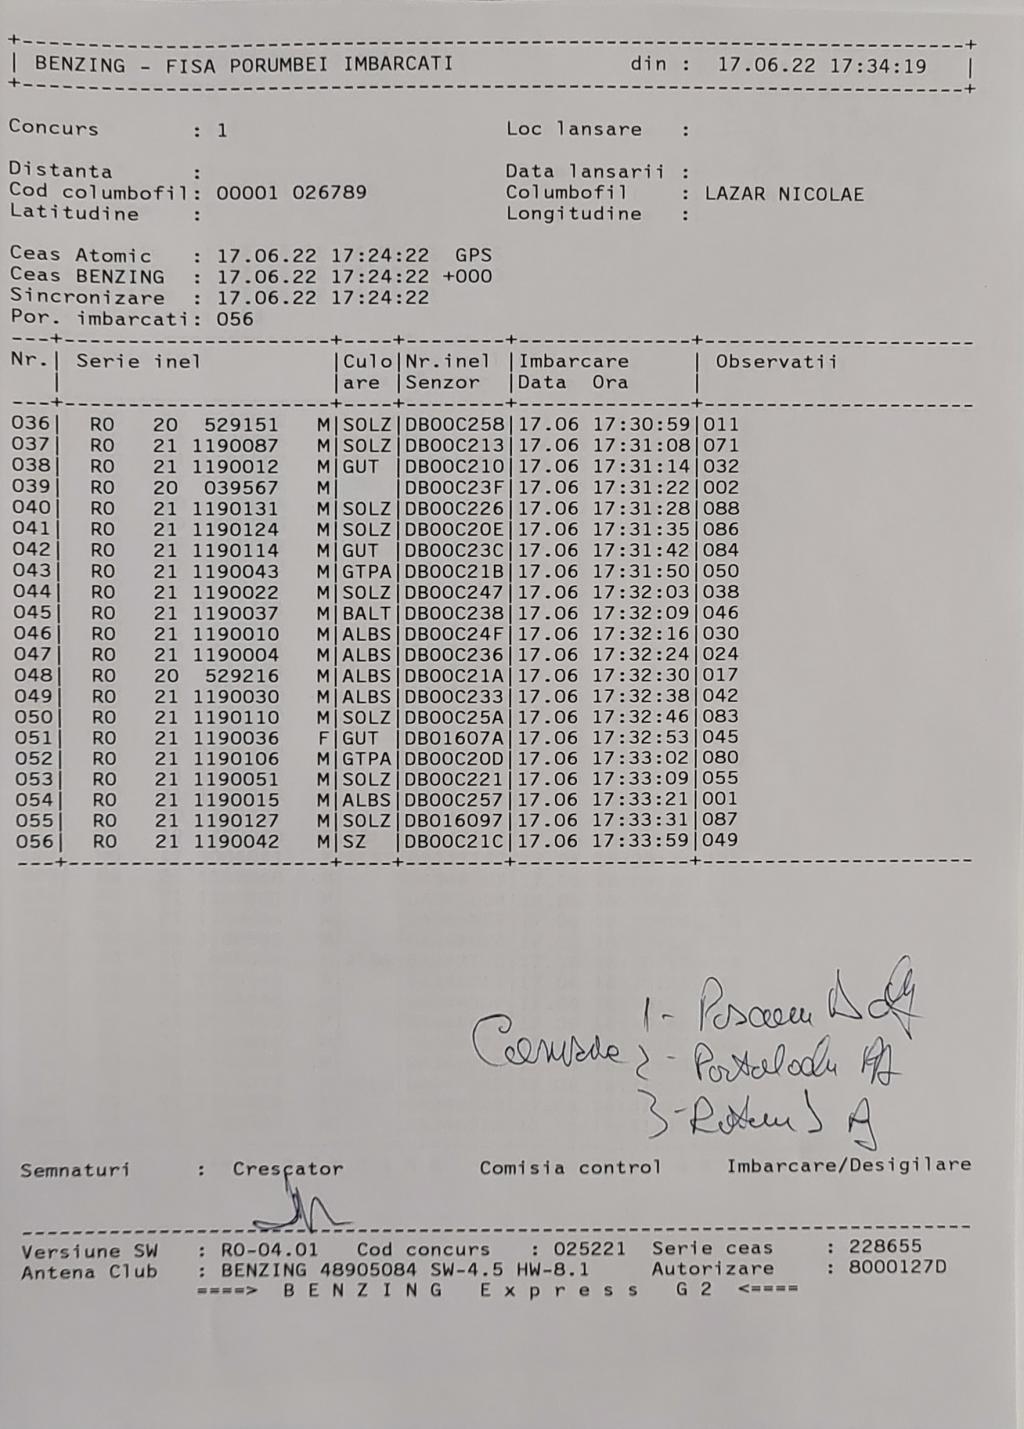 BENZING - FISA PORUMBEI IMBARCATI din : 17.06.22 17:34:19
Concurs : 1 Loc lansare :
Distanta : Data lansarii :
Cod columbofil: 00001 026789 Columbofil : LAZAR NICOLAE
Latitudine : Longitudine :
Ceas Atomic : 17.06.22 17:24:22 GPS
Ceas BENZING : 17.06.22 17:24:22 +000
Sincronizare : 17.06.22 17:24:22
Por. imbarcati: 056
Nr.| Serie inel |Culo|Nr.inel |Imbarcare | Observatii
| |are |Senzor |Data Ora |
036| RO 20 529151 M|SOLZ|DB00C258|17.06 17:30:59|011
037| RO 21 1190087 M|SOLZ|DB00C213|17.06 17:31:08|071
038| RO 21 1190012 M|GUT |DB00C210|17.06 17:31:14|032
039| RO 20 039567 M| |DB00C23F|17.06 17:31:22|002
040| RO 21 1190131 M|SOLZ|DB00C226|17.06 17:31:28|088
041| RO 21 1190124 M|SOLZ|DB00C20E|17.06 17:31:35|086
042| RO 21 1190114 M|GUT |DB00C23C|17.06 17:31:42|084
043| RO 21 1190043 M|GTPA|DB00C21B|17.06 17:31:50|050
044| RO 21 1190022 M|SOLZ|DB00C247|17.06 17:32:03|038
045| RO 21 1190037 M|BALT|DB00C238|17.06 17:32:09|046
046| RO 21 1190010 M|ALBS|DB00C24F|17.06 17:32:16|030
047| RO 21 1190004 M|ALBS|DB00C236|17.06 17:32:24|024
048| RO 20 529216 M|ALBS|DB00C21A|17.06 17:32:30|017
049| RO 21 1190030 M|ALBS|DB00C233|17.06 17:32:38|042
050| RO 21 1190110 M|SOLZ|DB00C25A|17.06 17:32:46|083
051| RO 21 1190036 F|GUT |DB01607A|17.06 17:32:53|045
052| RO 21 1190106 M|GTPA|DB00C20D|17.06 17:33:02|080
053| RO 21 1190051 M|SOLZ|DB00C221|17.06 17:33:09|055
054| RO 21 1190015 M|ALBS|DB00C257|17.06 17:33:21|001
055| RO 21 1190127 M|SOLZ|DB016097|17.06 17:33:31|087
056| RO 21 1190042 M|SZ |DB00C21C|17.06 17:33:59|049
1-
2-
3-
Semnaturi : Crescator Comisia control Imbarcare/Desigilare
Versiune SW : RO-04.01 Cod concurs : 025221 Serie ceas : 228655
Antena Club : BENZING 48905084 SW-4.5 HW-8.1 Autorizare : 8000127D
====> B E N Z I N G E x p r e s s G 2 <====